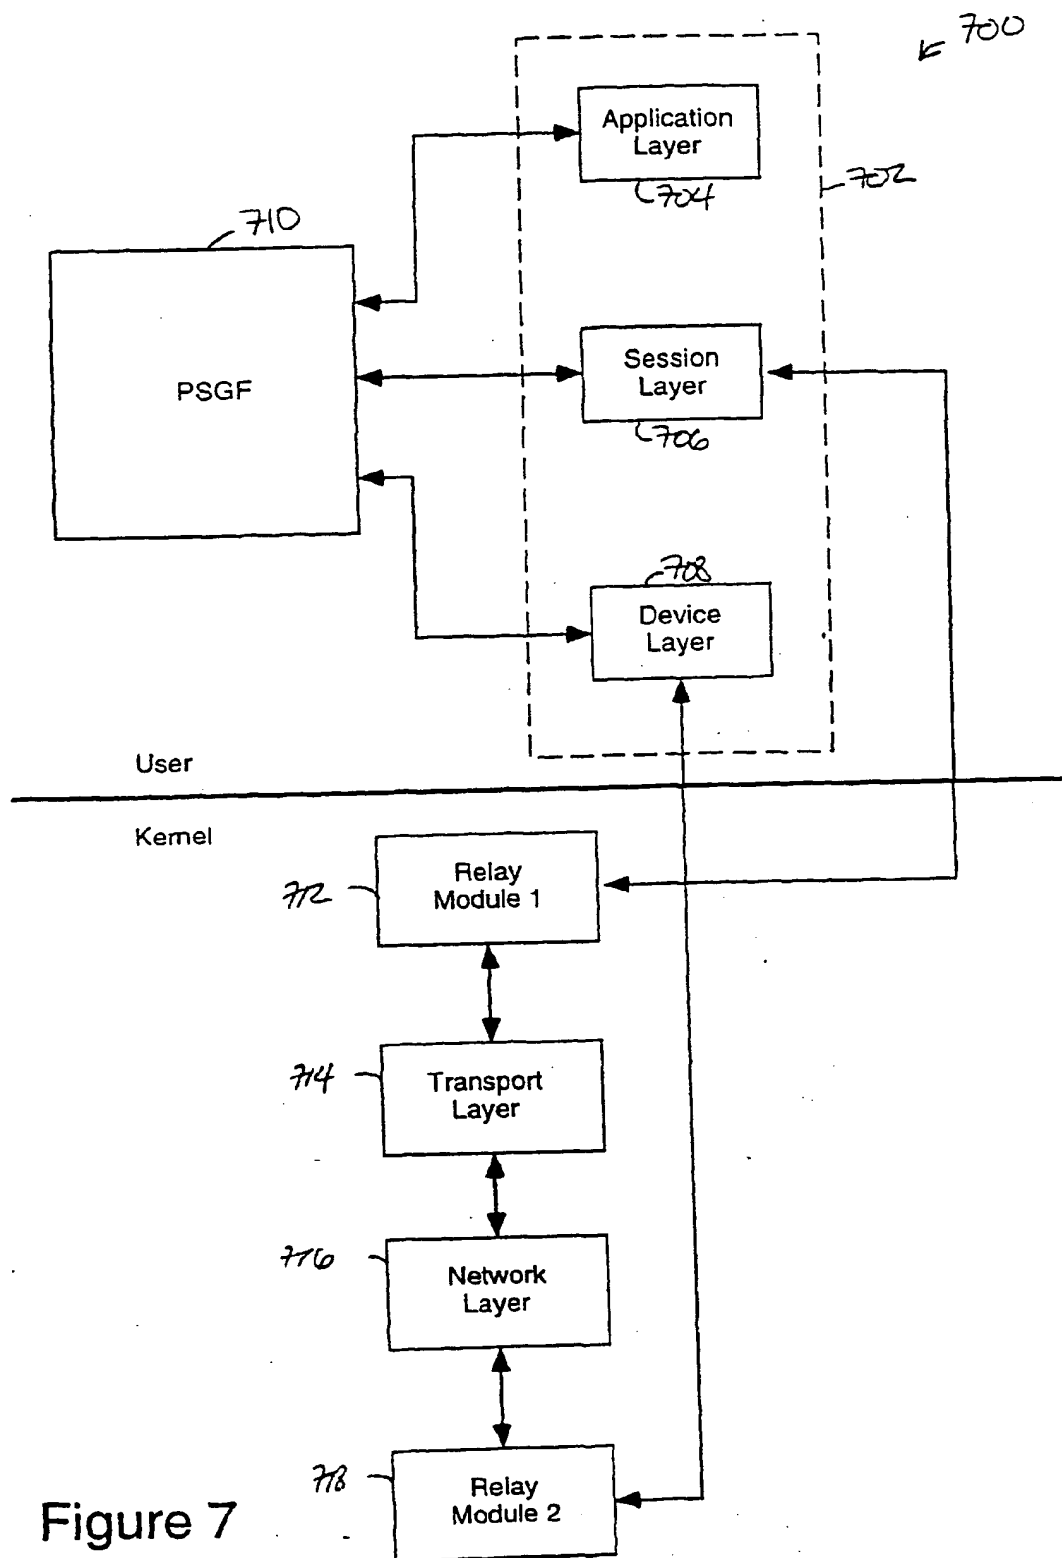 700
Application
Layer
704
702
710
PSGF
Session
Layer
706
708
Device
Layer
User
Kernel
712
Relay
Module 1
714
Transport
Layer
716
Network
Layer
718
Relay
Module 2
Figure 7